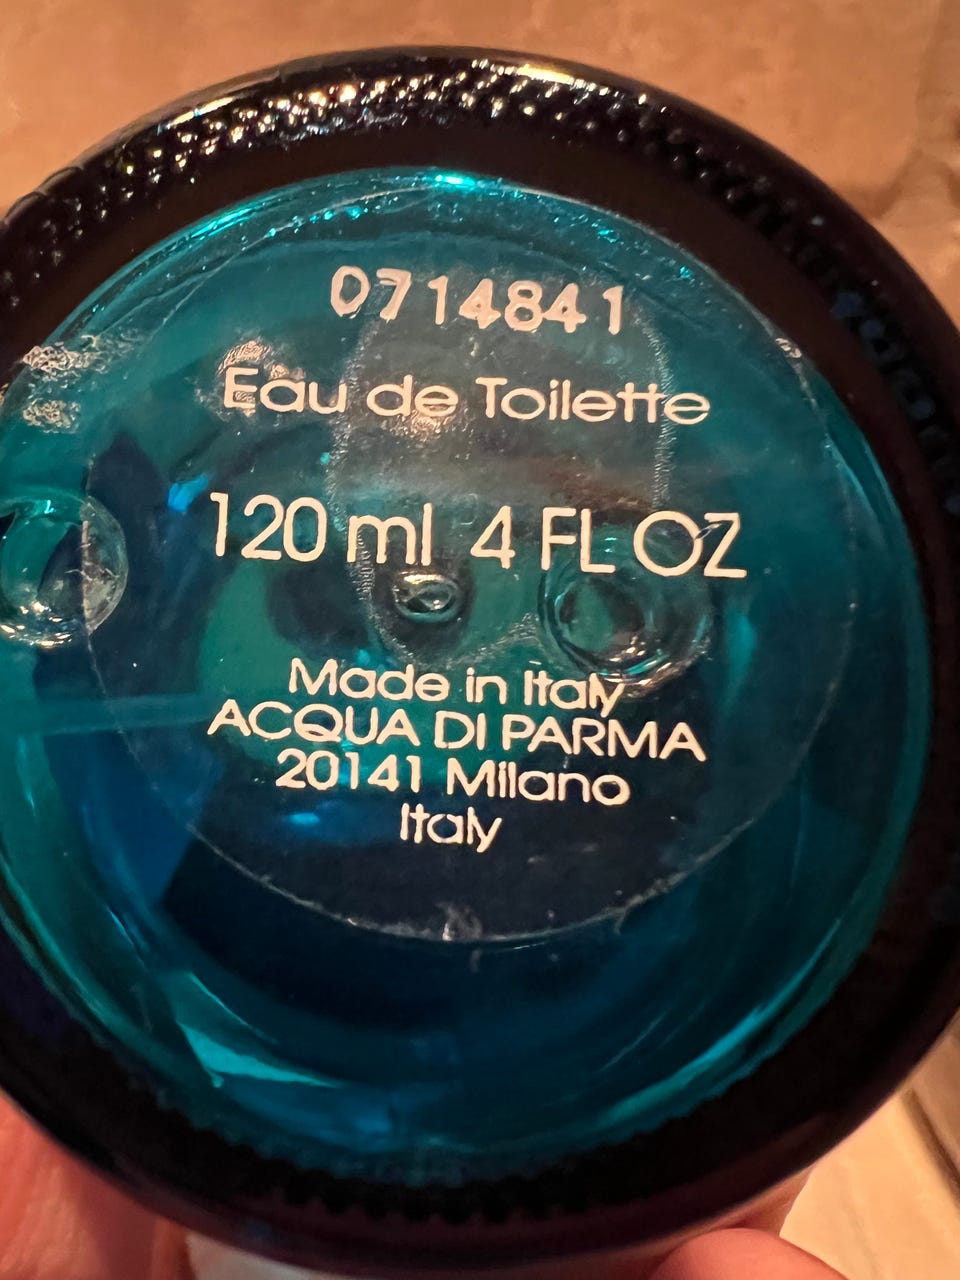 0714841
Eau de Toilette
120 ml 4 FL OZ
Made in Italy
ACQUA DI PARMA
20141 Milano
Italy